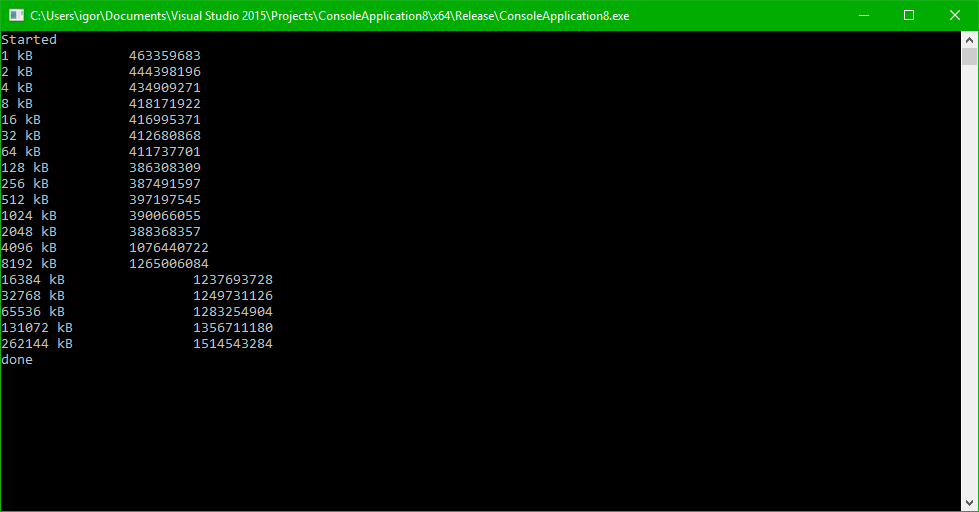 C:\Users\igor\Documents\Visual Studio 2015\Projects\ConsoleApplication8\x64\Release\ConsoleApplication8.exe
Started
1 kB 463359683
2 kB 444398196
4 kB 434909271
8 kB 418171922
16 kB 416995371
32 kB 412680868
64 kB 411737701
128 kB 386308309
256 kB 387491597
512 kB 397197545
1024 kB 390066055
2048 kB 388368357
4096 kB 1076440722
8192 kB 1265006084
16384 kB 1237693728
32768 kB 1249731126
65536 kB 1283254904
131072 kB 1356711180
262144 kB 1514543284
done